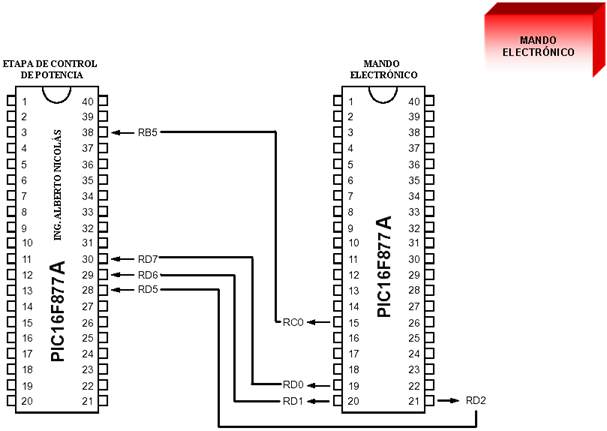 MANDO
ELECTRÓNICO
ETAPA DE CONTROL
DE POTENCIA
MANDO
ELECTRÓNICO
1 40
2 39
3 38
4 37
5 36
6 35
7 34
8 33
9 32
10 31
11 30
12 29
13 28
14 27
15 26
16 25
17 24
18 23
19 22
20 21
ING. ALBERTO NICOLÁS
PIC16F877A
RB5
RD7
RD6
RD5
RC0
RD0
RD1
1 40
2 39
3 38
4 37
5 36
6 35
7 34
8 33
9 32
10 31
11 30
12 29
13 28
14 27
15 26
16 25
17 24
18 23
19 22
20 21
PIC16F877A
RD2